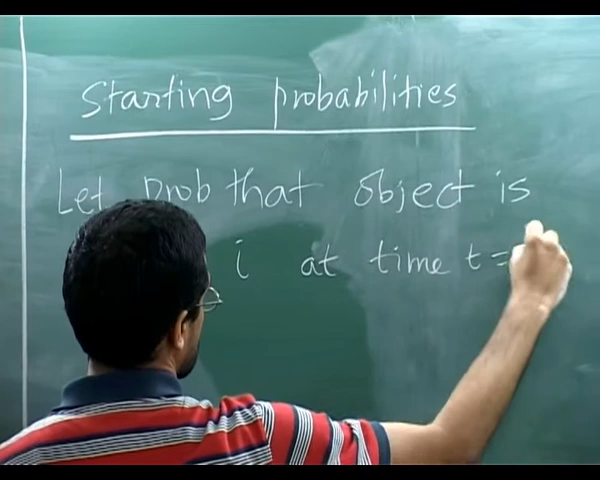 Starting probabilities
Let prob that object is
i at time t=